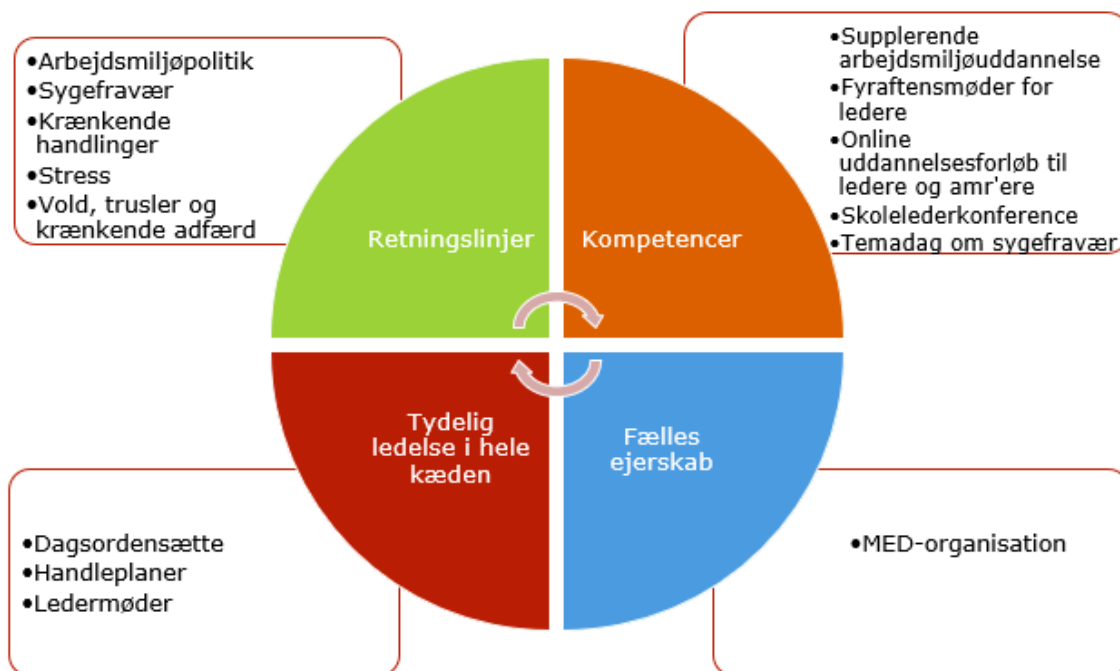 •Arbejdsmiljøpolitik
•Sygefravær
•Krænkende
handlinger
•Stress
•Vold, trusler og
krænkende adfærd
•Supplerende
arbejdsmiljøuddannelse
•Fyraftensmøder for
ledere
•Online
uddannelsesforløb til
ledere og amr'ere
•Skolelederkonference
•Temadag om sygefravær
Retningslinjer
Kompetencer
Tydelig
ledelse i hele
kæden
Fælles
ejerskab
•Dagsordensætte
•Handleplaner
•Ledermøder
•MED-organisation